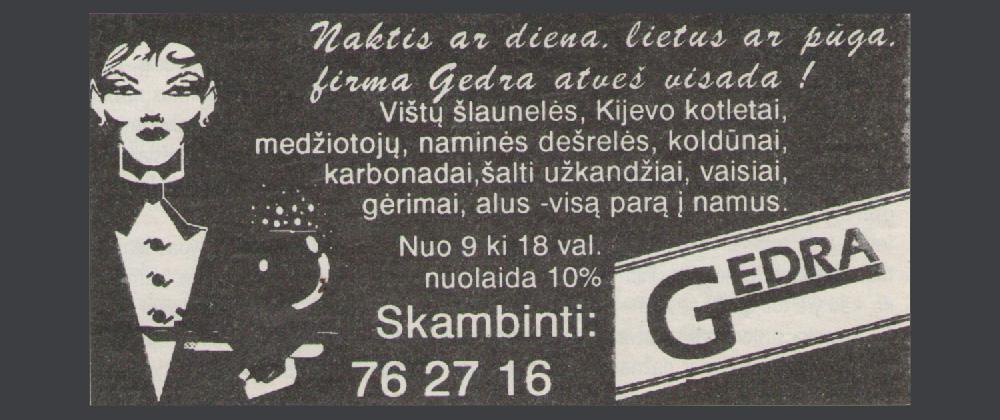 Naktis ar diena. lietus ar pūga.
firma Gedra atveš visada !
Vištų šlaunelės, Kijevo kotletai,
medžiotojų, naminės dešrelės, koldūnai,
karbonadai,šalti užkandžiai, vaisiai,
gėrimai, alus -visą parą į namus.
Nuo 9 ki 18 val.
nuolaida 10%
Skambinti:
76 27 16
GEDRA